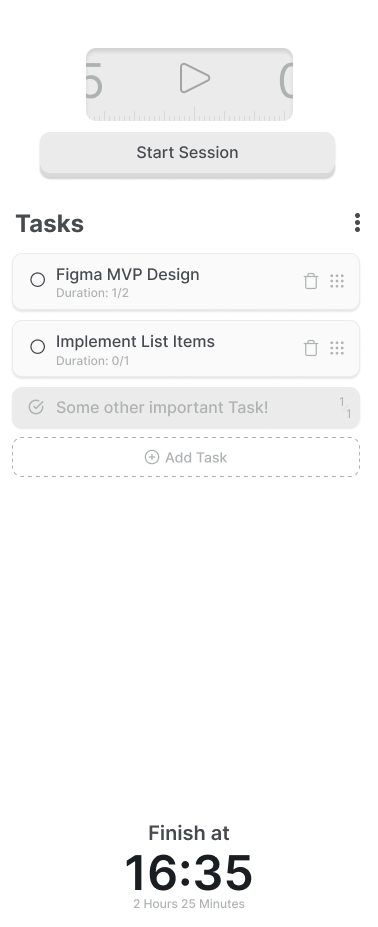 5 0
Start Session
Tasks
Figma MVP Design
Duration: 1/2
Implement List Items
Duration: 0/1
Some other important Task!
1
1
Add Task
Finish at
16:35
2 Hours 25 Minutes